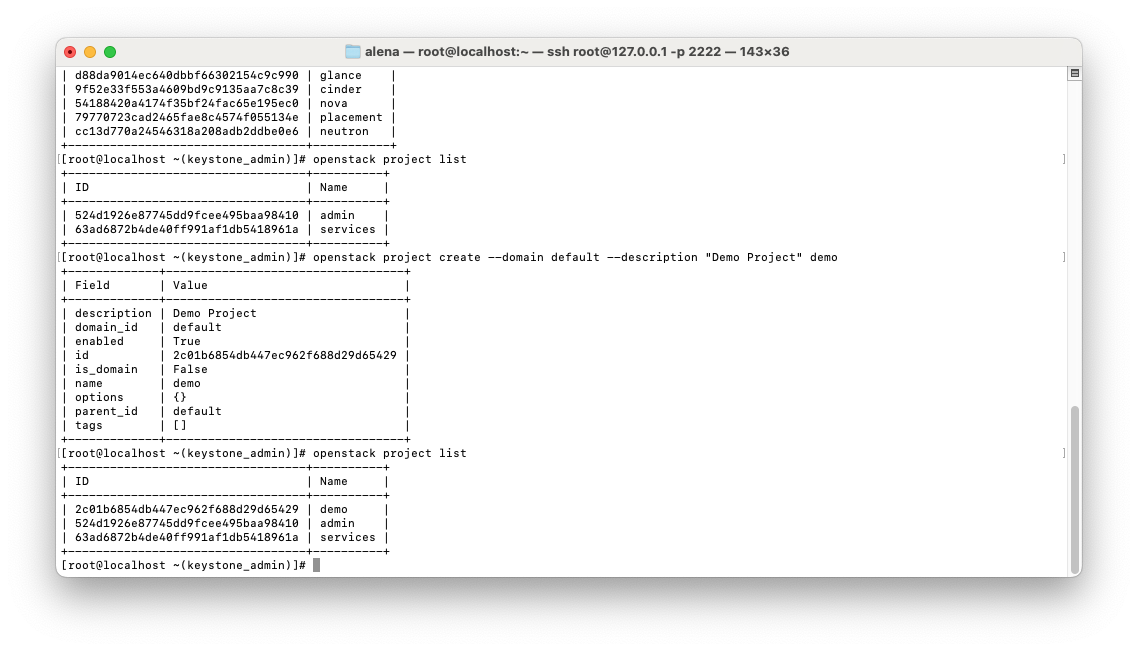 alena — root@localhost:~ — ssh root@127.0.0.1 -p 2222 — 143×36
| d88da9014ec640dbbf66302154c9c990 | glance    |
| 9f52e33f553a4609bd9c9135aa7c8c39 | cinder    |
| 54188420a4174f35bf24fac65e195ec0 | nova      |
| 79770723cad2465fae8c4574f055134e | placement |
| cc13d770a24546318a208adb2ddbe0e6 | neutron   |
+----------------------------------+-----------+
[[root@localhost ~(keystone_admin)]# openstack project list ]
+----------------------------------+----------+
| ID                               | Name     |
+----------------------------------+----------+
| 524d1926e87745dd9fcee495baa98410 | admin    |
| 63ad6872b4de40ff991af1db5418961a | services |
+----------------------------------+----------+
[[root@localhost ~(keystone_admin)]# openstack project create --domain default --description "Demo Project" demo ]
+-------------+----------------------------------+
| Field       | Value                            |
+-------------+----------------------------------+
| description | Demo Project                     |
| domain_id   | default                          |
| enabled     | True                             |
| id          | 2c01b6854db447ec962f688d29d65429 |
| is_domain   | False                            |
| name        | demo                             |
| options     | {}                               |
| parent_id   | default                          |
| tags        | []                               |
+-------------+----------------------------------+
[[root@localhost ~(keystone_admin)]# openstack project list ]
+----------------------------------+----------+
| ID                               | Name     |
+----------------------------------+----------+
| 2c01b6854db447ec962f688d29d65429 | demo     |
| 524d1926e87745dd9fcee495baa98410 | admin    |
| 63ad6872b4de40ff991af1db5418961a | services |
+----------------------------------+----------+
[root@localhost ~(keystone_admin)]#